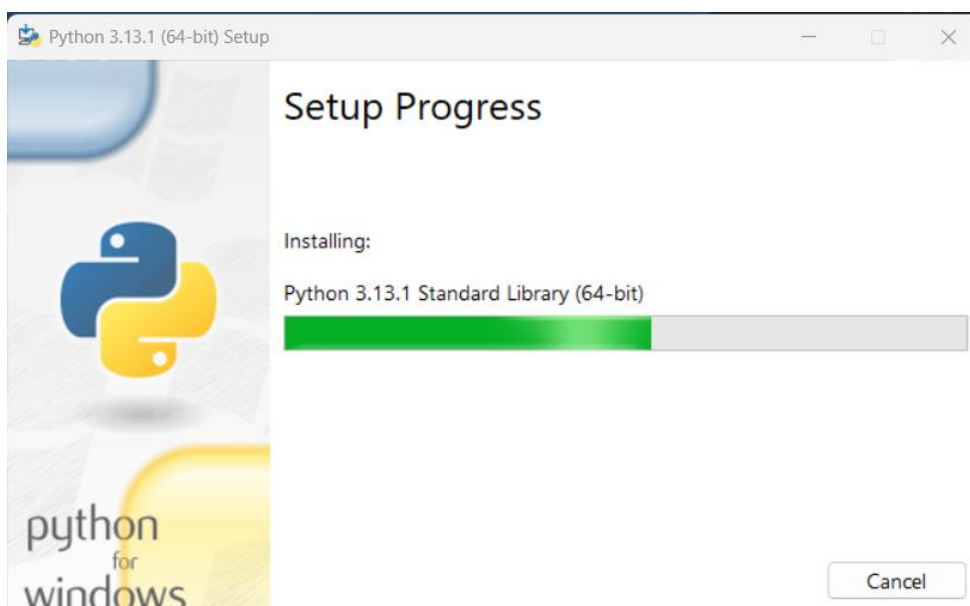 Python 3.13.1 (64-bit) Setup
Setup Progress
Installing:
Python 3.13.1 Standard Library (64-bit)
python
for
windows
Cancel